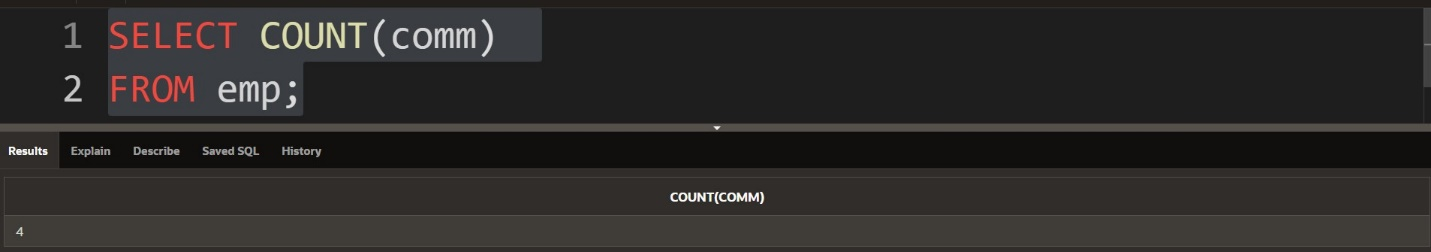 1 SELECT COUNT(comm)
2 FROM emp;
Results Explain Describe Saved SQL History
COUNT(COMM)
4